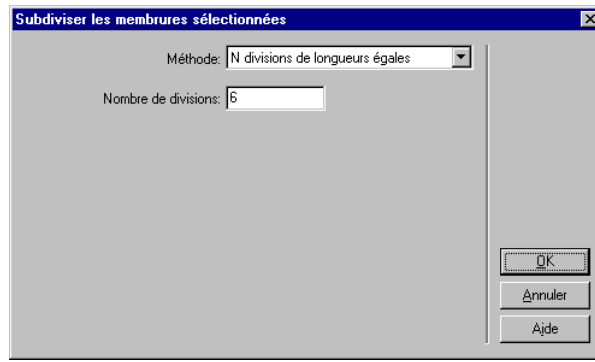 Subdiviser les membrures sélectionnées
Méthode: N divisions de longueurs égales
Nombre de divisions: 6
OK
Annuler
Aide